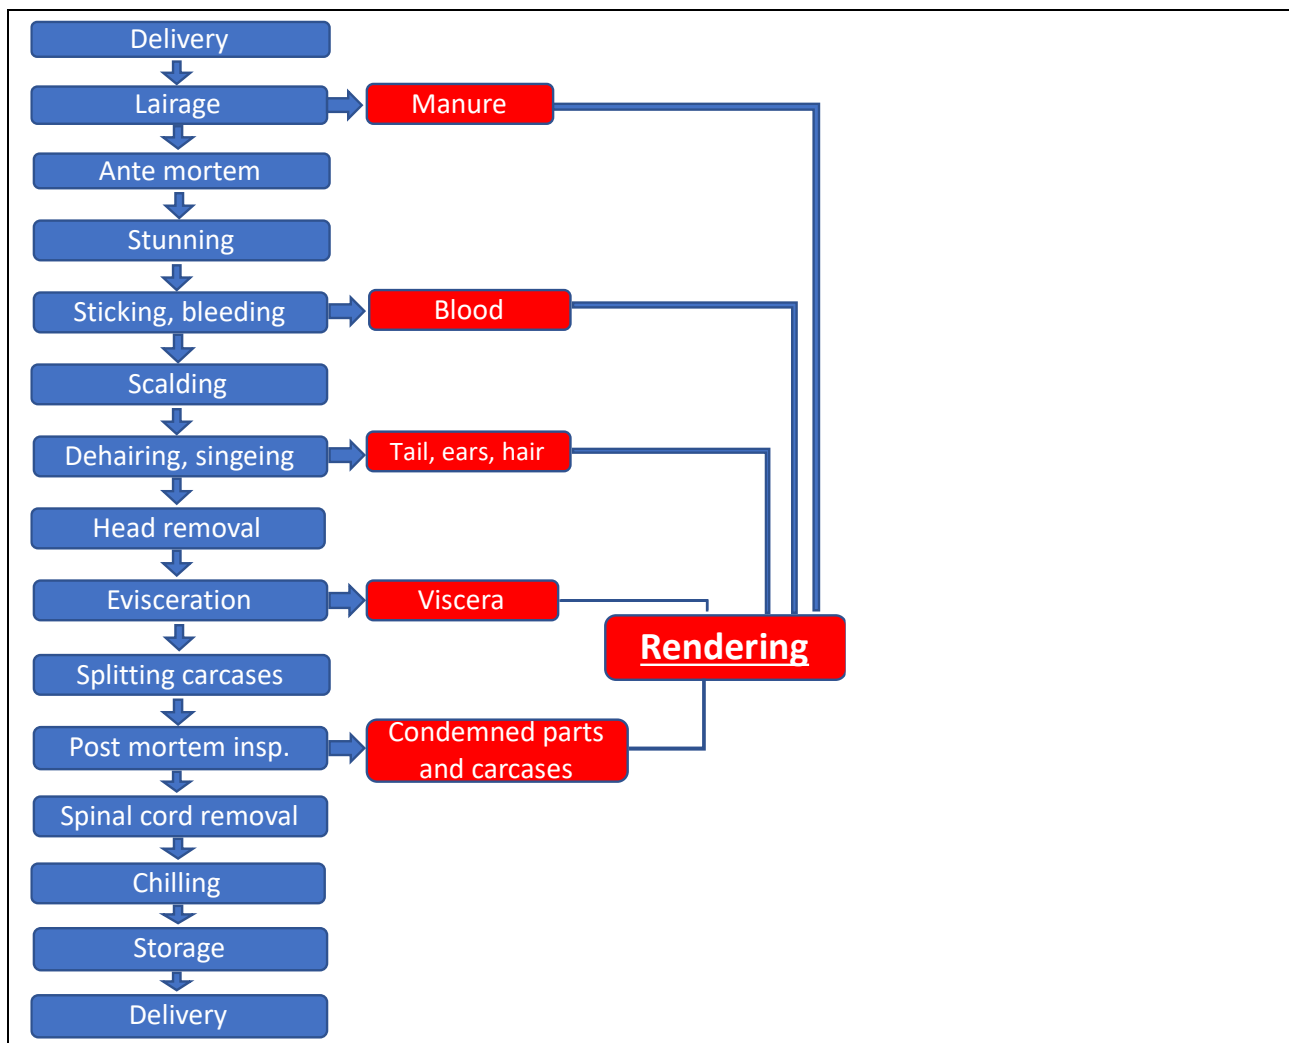 Delivery
Lairage
Manure
Ante mortem
Stunning
Sticking, bleeding
Blood
Scalding
Dehairing, singeing
Tail, ears, hair
Head removal
Evisceration
Viscera
Rendering
Splitting carcases
Post mortem insp.
Condemned parts
and carcases
Spinal cord removal
Chilling
Storage
Delivery